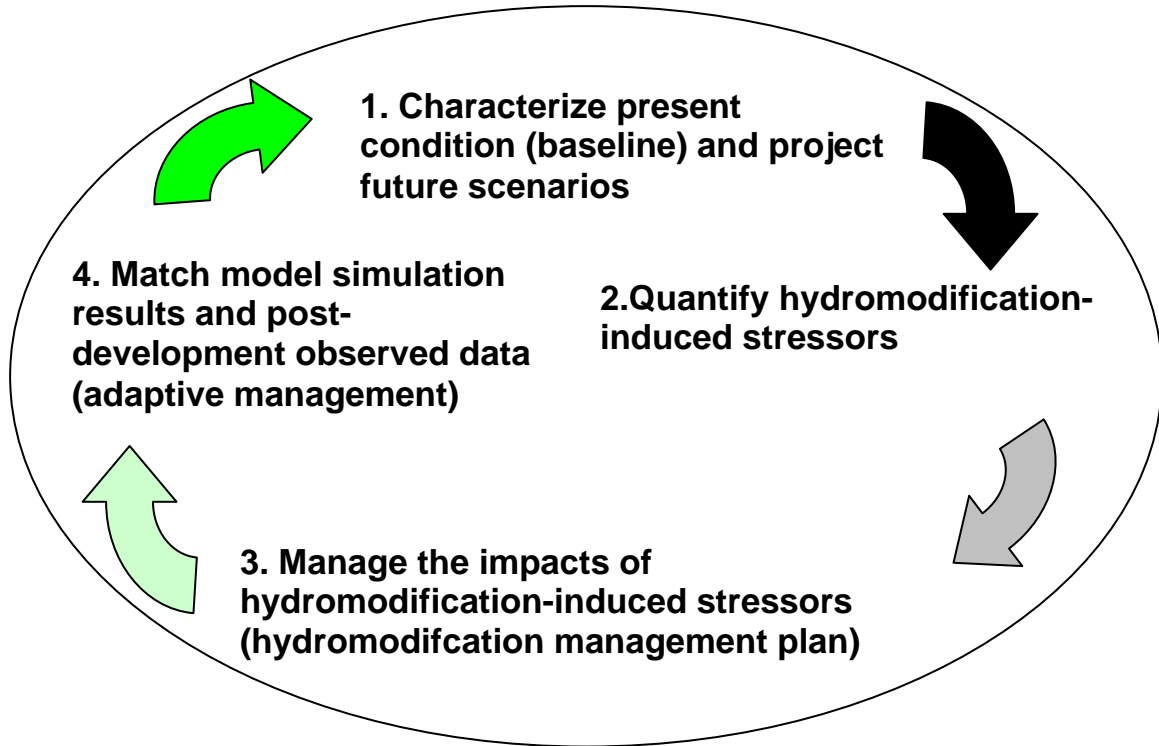 1. Characterize present
condition (baseline) and project
future scenarios
2.Quantify hydromodification-
induced stressors
3. Manage the impacts of
hydromodification-induced stressors
(hydromodifcation management plan)
4. Match model simulation
results and post-
development observed data
(adaptive management)